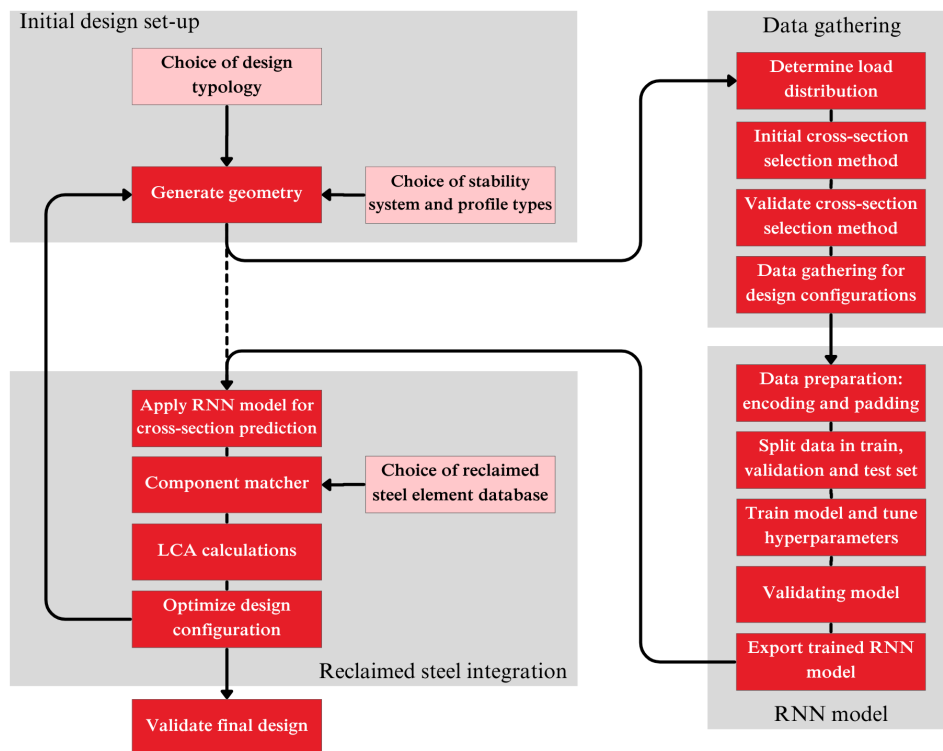 Initial design set-up
Choice of design
typology
Generate geometry
Choice of stability
system and profile types
Data gathering
Determine load
distribution
Initial cross-section
selection method
Validate cross-section
selection method
Data gathering for
design configurations
Data preparation:
encoding and padding
Split data in train,
validation and test set
Train model and tune
hyperparameters
Validating model
Export trained RNN
model
RNN model
Apply RNN model for
cross-section prediction
Component matcher
Choice of reclaimed
steel element database
LCA calculations
Optimize design
configuration
Reclaimed steel integration
Validate final design